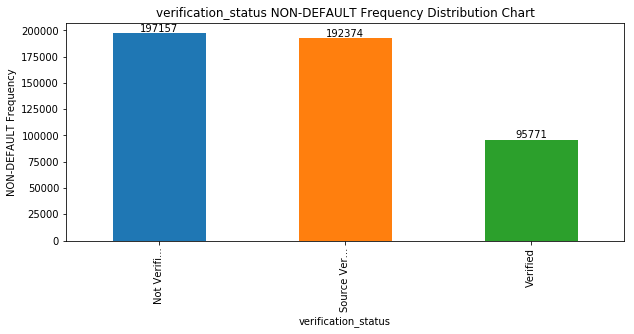 verification_status NON-DEFAULT Frequency Distribution Chart
197157
192374
95771
200000
175000
150000
125000
100000
75000
50000
25000
0
NON-DEFAULT Frequency
Not Verifi...
Source Ver...
Verified
verification_status